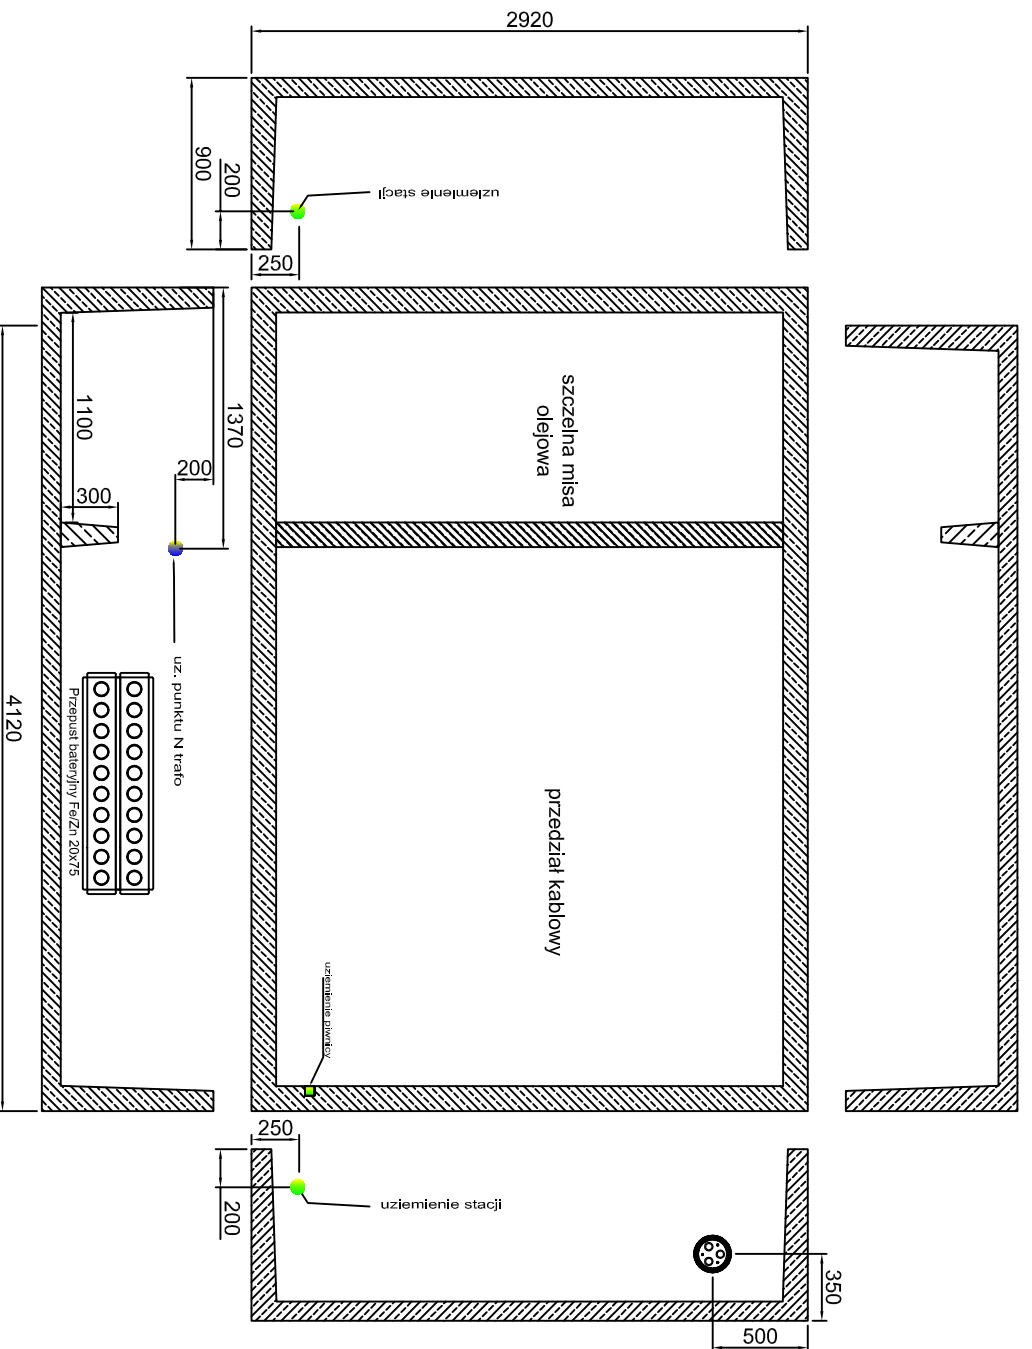 2920
900
200
uziemienie stacji
250
1100
1370
200
300
szczelna misa
olejowa
uz. punktu N trafo
Przepust bateryjny Fe/Zn 20x75
4120
przedział kablowy
uziemienie piwnicy
250
200
uziemienie stacji
350
500